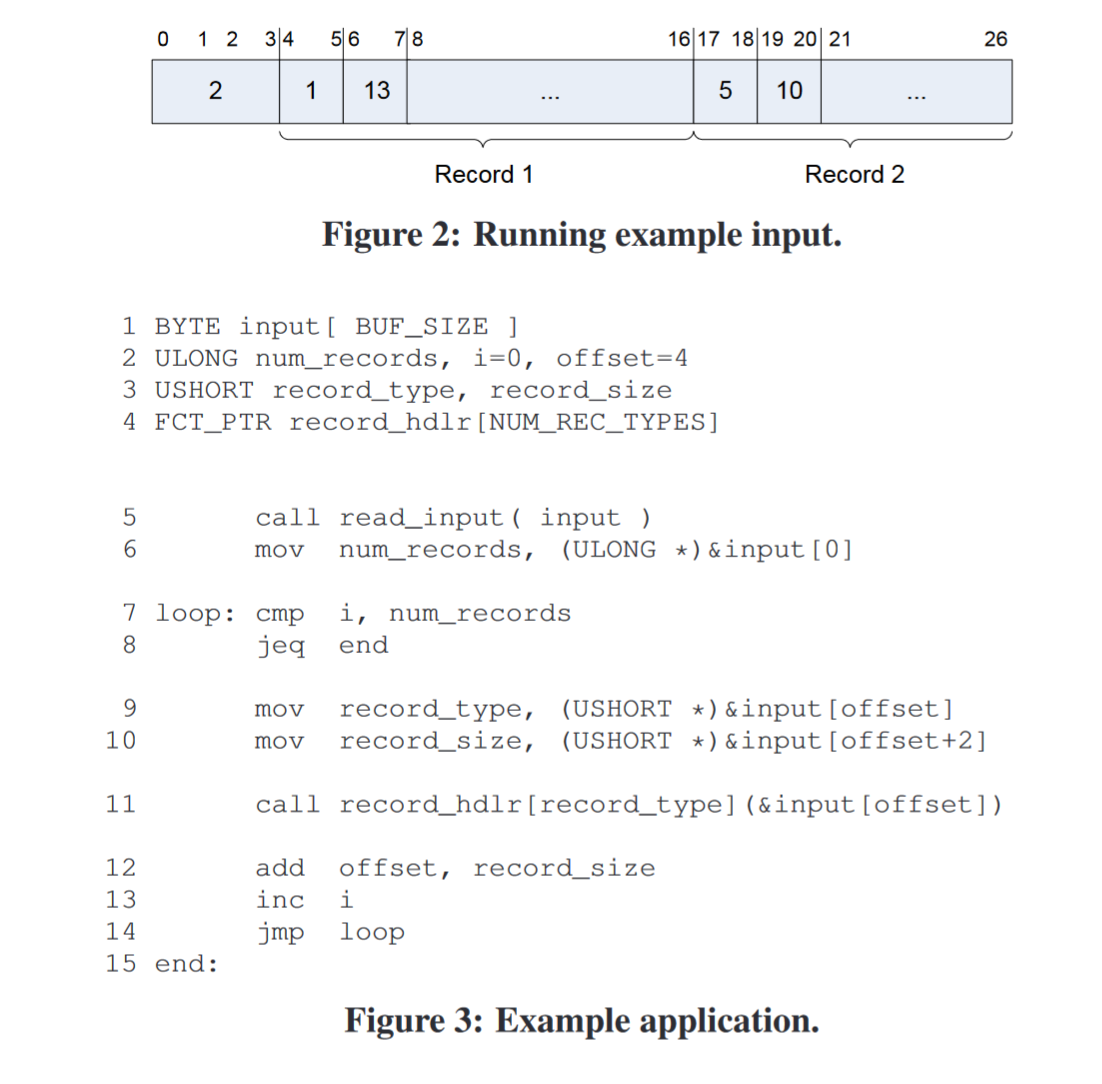 0 1 2 3 4 5 6 7 8 16 17 18 19 20 21 26
2 1 13 ... 5 10 ...
Record 1 Record 2
Figure 2: Running example input.
1 BYTE input[ BUF_SIZE ]
2 ULONG num_records, i=0, offset=4
3 USHORT record_type, record_size
4 FCT_PTR record_hdlr[NUM_REC_TYPES]
5 call read_input( input )
6 mov num_records, (ULONG *)&input[0]
7 loop: cmp i, num_records
8 jeq end
9 mov record_type, (USHORT *)&input[offset]
10 mov record_size, (USHORT *)&input[offset+2]
11 call record_hdlr[record_type](&input[offset])
12 add offset, record_size
13 inc i
14 jmp loop
15 end:
Figure 3: Example application.